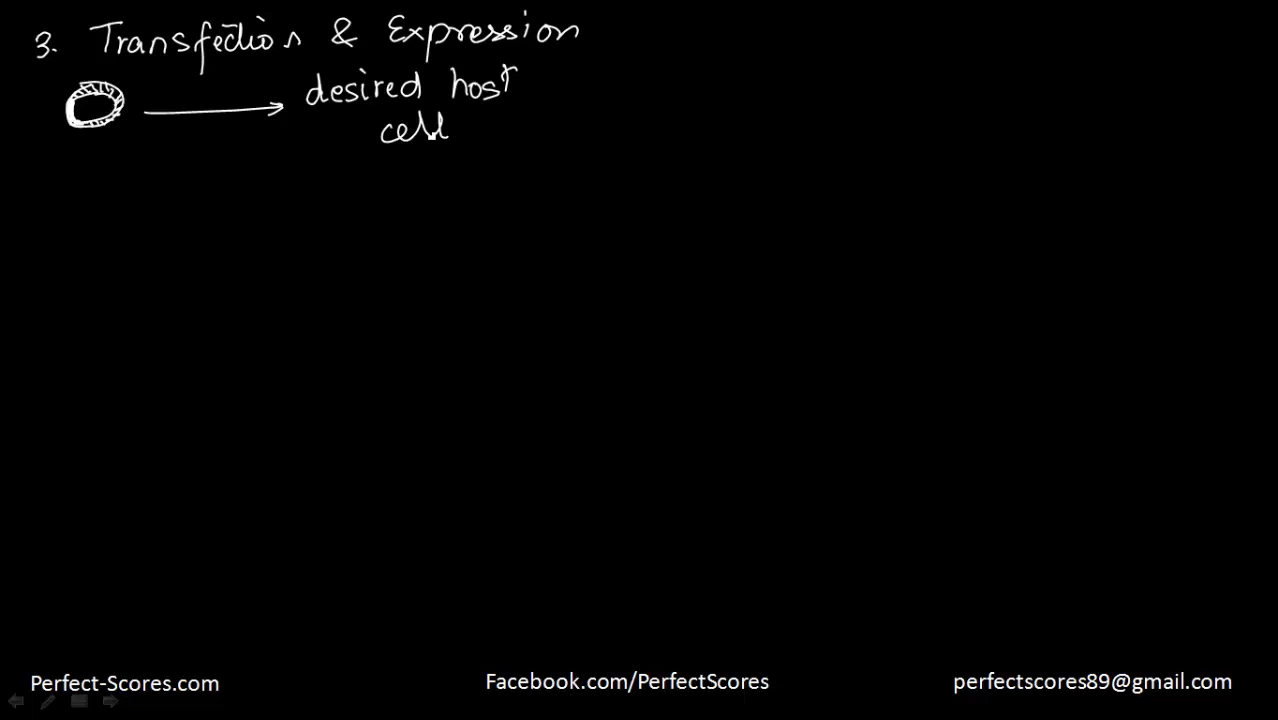 3. Transfection & Expression
desired host
cell
Perfect-Scores.com
Facebook.com/PerfectScores
perfectscores89@gmail.com